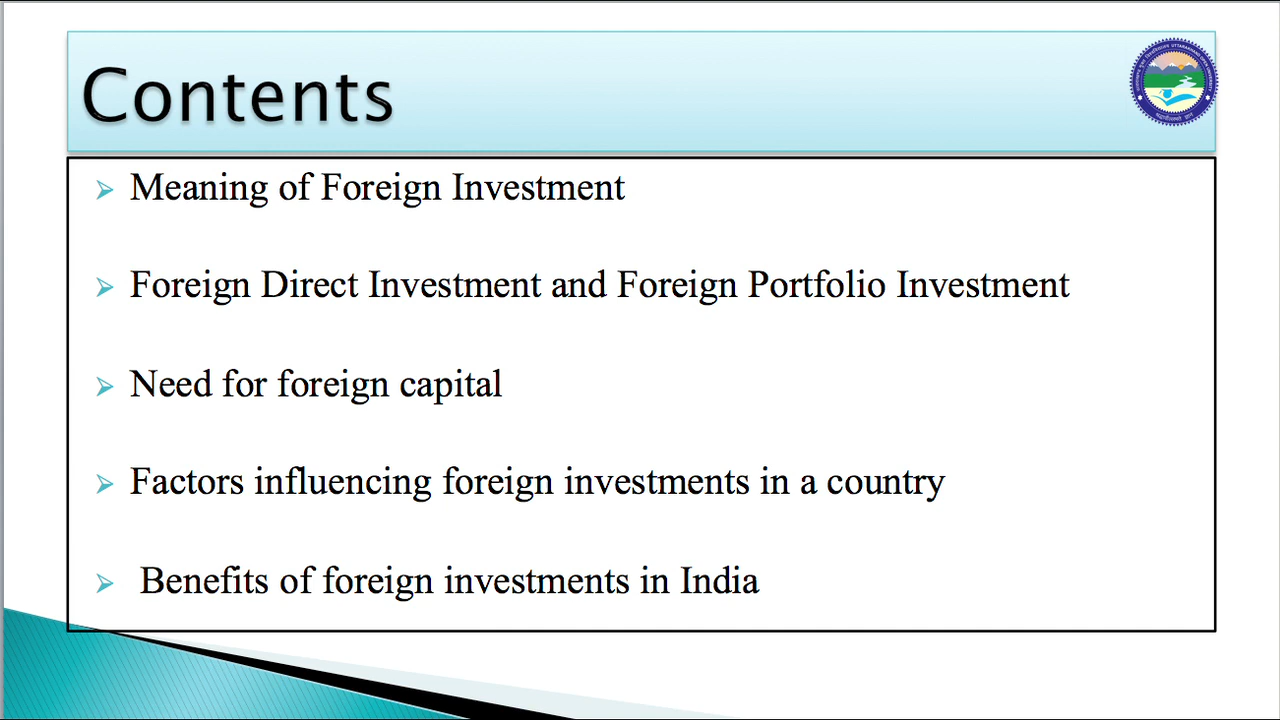 Contents
Meaning of Foreign Investment
Foreign Direct Investment and Foreign Portfolio Investment
Need for foreign capital
Factors influencing foreign investments in a country
Benefits of foreign investments in India